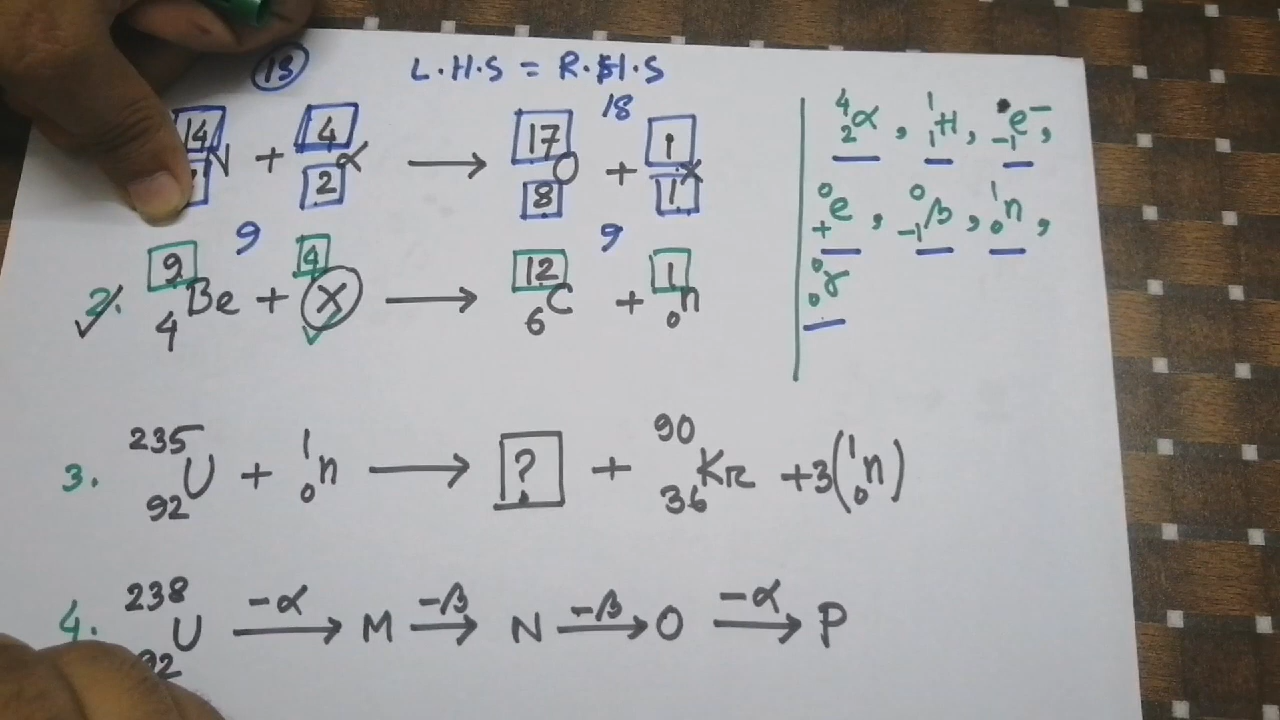 13 L.H.S = R.H.S
18
14 4 17 1
N + α → O + X
2 8 1
9 9
9 4 12 1
2. Be + X → C + n
4 6 0
235 1 90 1
3. U + n → ? + Kr + 3( n)
92 0 36 0
238
4. U -α → M -β → N -β → O -α → P
92
4 1
α, H, e⁻,
2 1 -1
0 0 1
e, β, n,
+ -1 0
0
γ
0